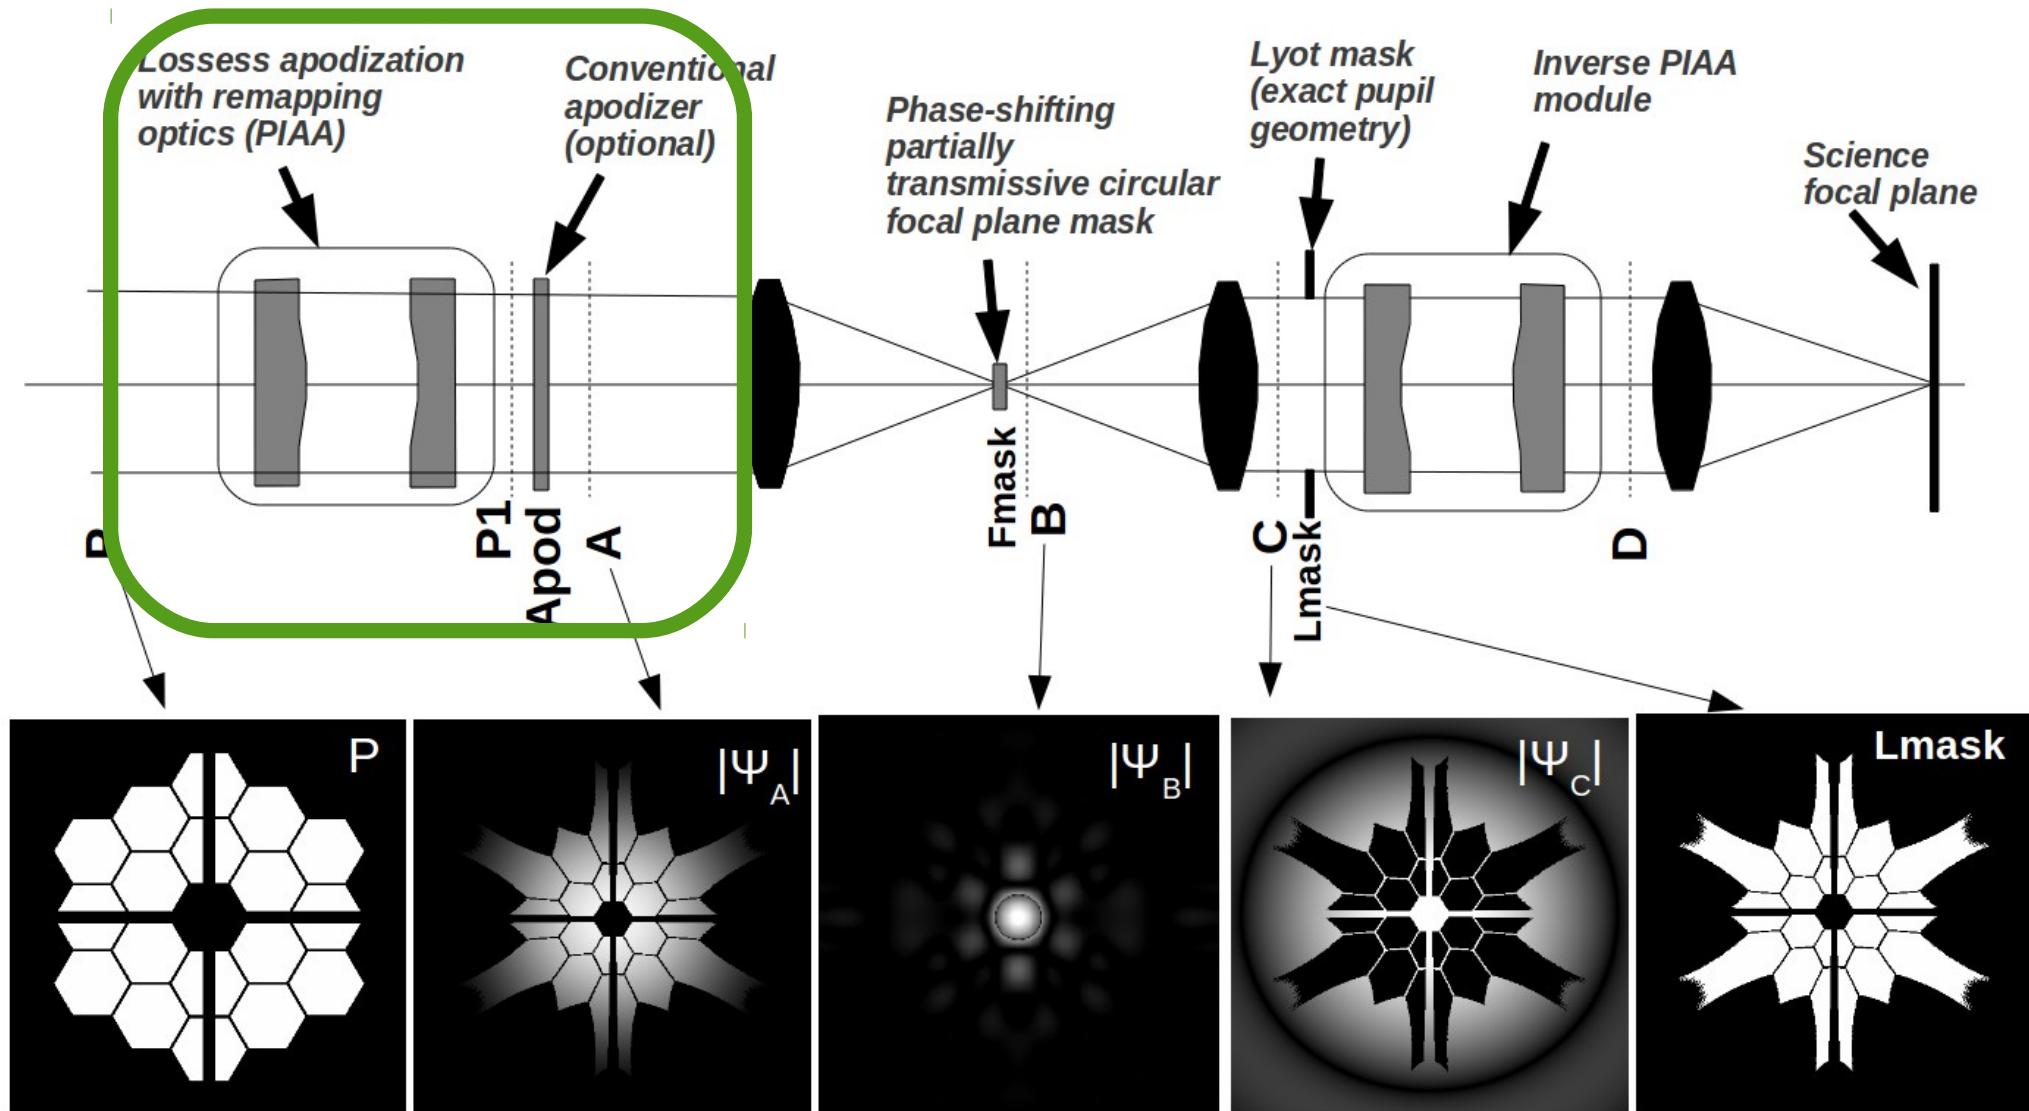 Lossess apodization
with remapping
optics (PIAA)
Conventional
apodizer
(optional)
Phase-shifting
partially
transmissive circular
focal plane mask
Lyot mask
(exact pupil
geometry)
Inverse PIAA
module
Science
focal plane
P
P1
Apod
A
Fmask
B
C
Lmask
D
P
|Ψ_A|
|Ψ_B|
|Ψ_C|
Lmask